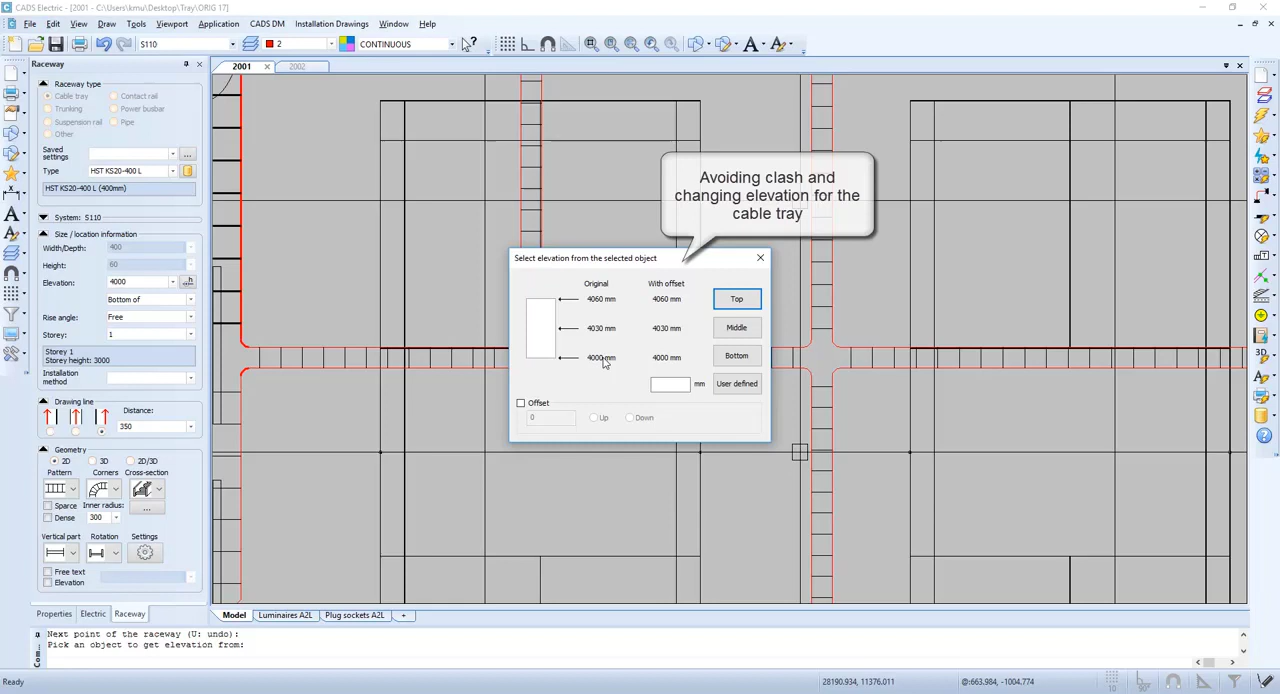 CADS Electric - [2001 - C:\Users\kmu\Desktop\Tray\ORIG 17]
File Edit View Draw Tools Viewport Application CADS DM Installation Drawings Window Help
S110 2 CONTINUOUS
Raceway
2001
2002
Raceway type
Cable tray
Contact rail
Trunking
Power busbar
Suspension rail
Pipe
Other
Saved settings
...
Type
HST KS20-400 L
HST KS20-400 L (400mm)
System: S110
Size / location information
Width/Depth:
400
Height:
60
Elevation:
4000
Bottom of
Rise angle:
Free
Storey:
1
Storey 1
Storey height: 3000
Installation method
Drawing line
Distance:
350
Geometry
2D
3D
2D/3D
Pattern
Corners
Cross-section
Sparce
Inner radius:
Dense
300
...
Vertical part
Rotation
Settings
Free text
Elevation
Properties
Electric
Raceway
Avoiding clash and
changing elevation for the
cable tray
Select elevation from the selected object
Original
With offset
4060 mm
4060 mm
Top
4030 mm
4030 mm
Middle
4000 mm
4000 mm
Bottom
mm
User defined
Offset
0
Up
Down
Model
Luminaires A2L
Plug sockets A2L
+
Com...
Next point of the raceway (U: undo):
Pick an object to get elevation from:
Ready
28190.934, 11376.011
@:663.984, -1004.774
10
90°
3D